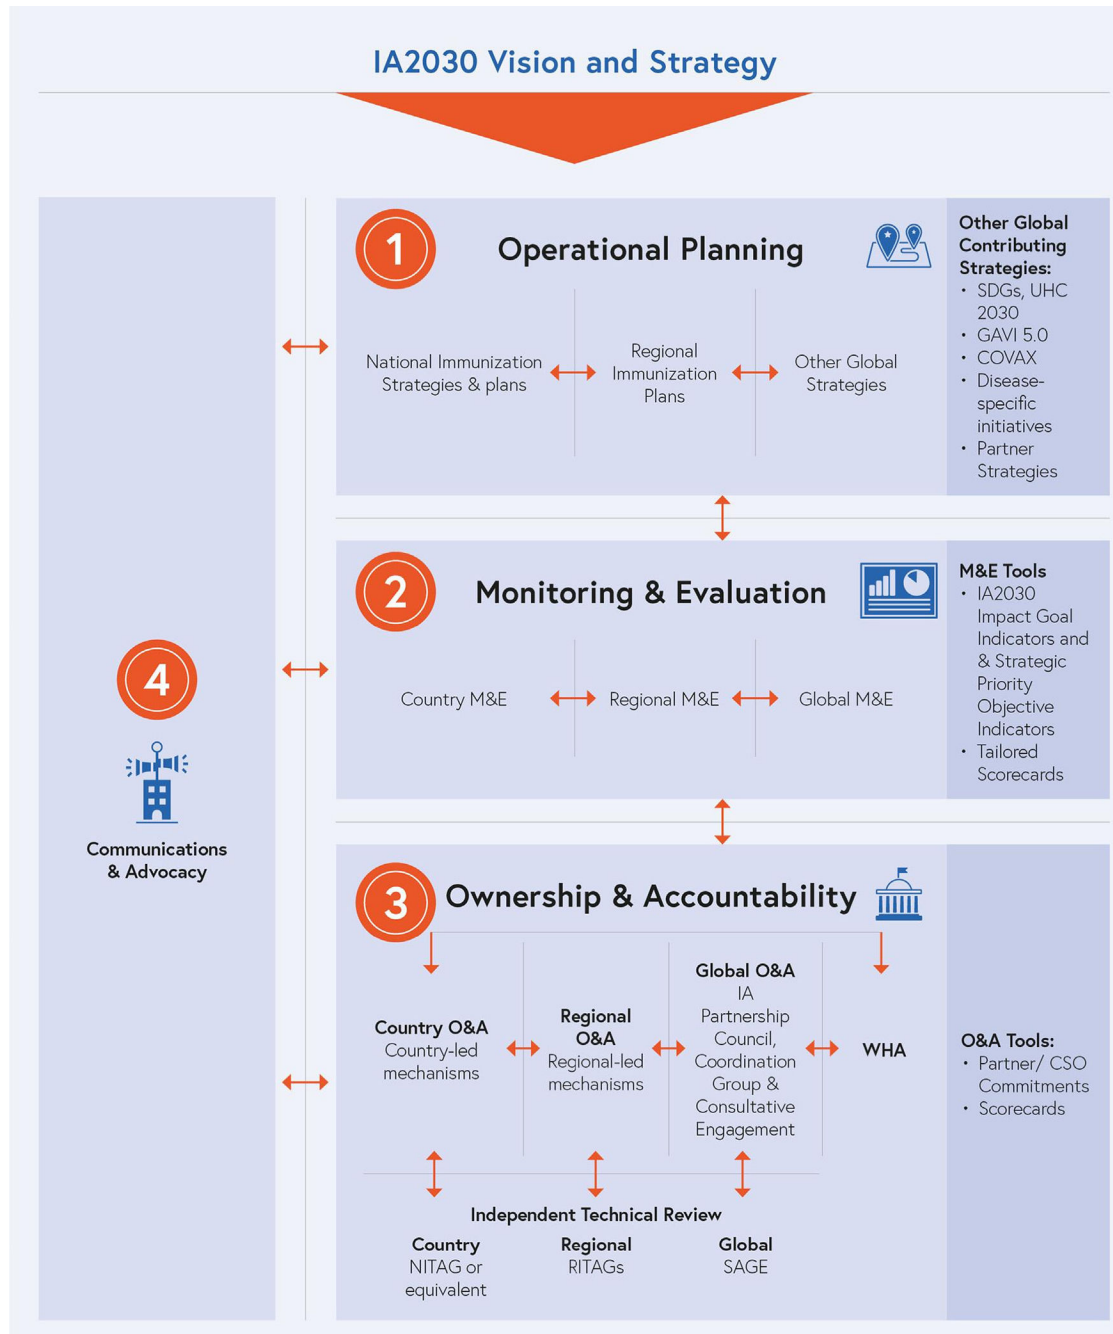 IA2030 Vision and Strategy
1
Operational Planning
National Immunization
Strategies & plans
Regional
Immunization
Plans
Other Global
Strategies
Other Global
Contributing
Strategies:
• SDGs, UHC
2030
• GAVI 5.0
• COVAX
• Disease-
specific
initiatives
• Partner
Strategies
2
Monitoring & Evaluation
Country M&E
Regional M&E
Global M&E
M&E Tools
• IA2030
Impact Goal
Indicators and
& Strategic
Priority
Objective
Indicators
• Tailored
Scorecards
4
Communications
& Advocacy
3
Ownership & Accountability
Country O&A
Country-led
mechanisms
Regional
O&A
Regional-led
mechanisms
Global O&A
IA
Partnership
Council,
Coordination
Group &
Consultative
Engagement
WHA
O&A Tools:
• Partner/ CSO
Commitments
• Scorecards
Independent Technical Review
Country
NITAG or
equivalent
Regional
RITAGs
Global
SAGE